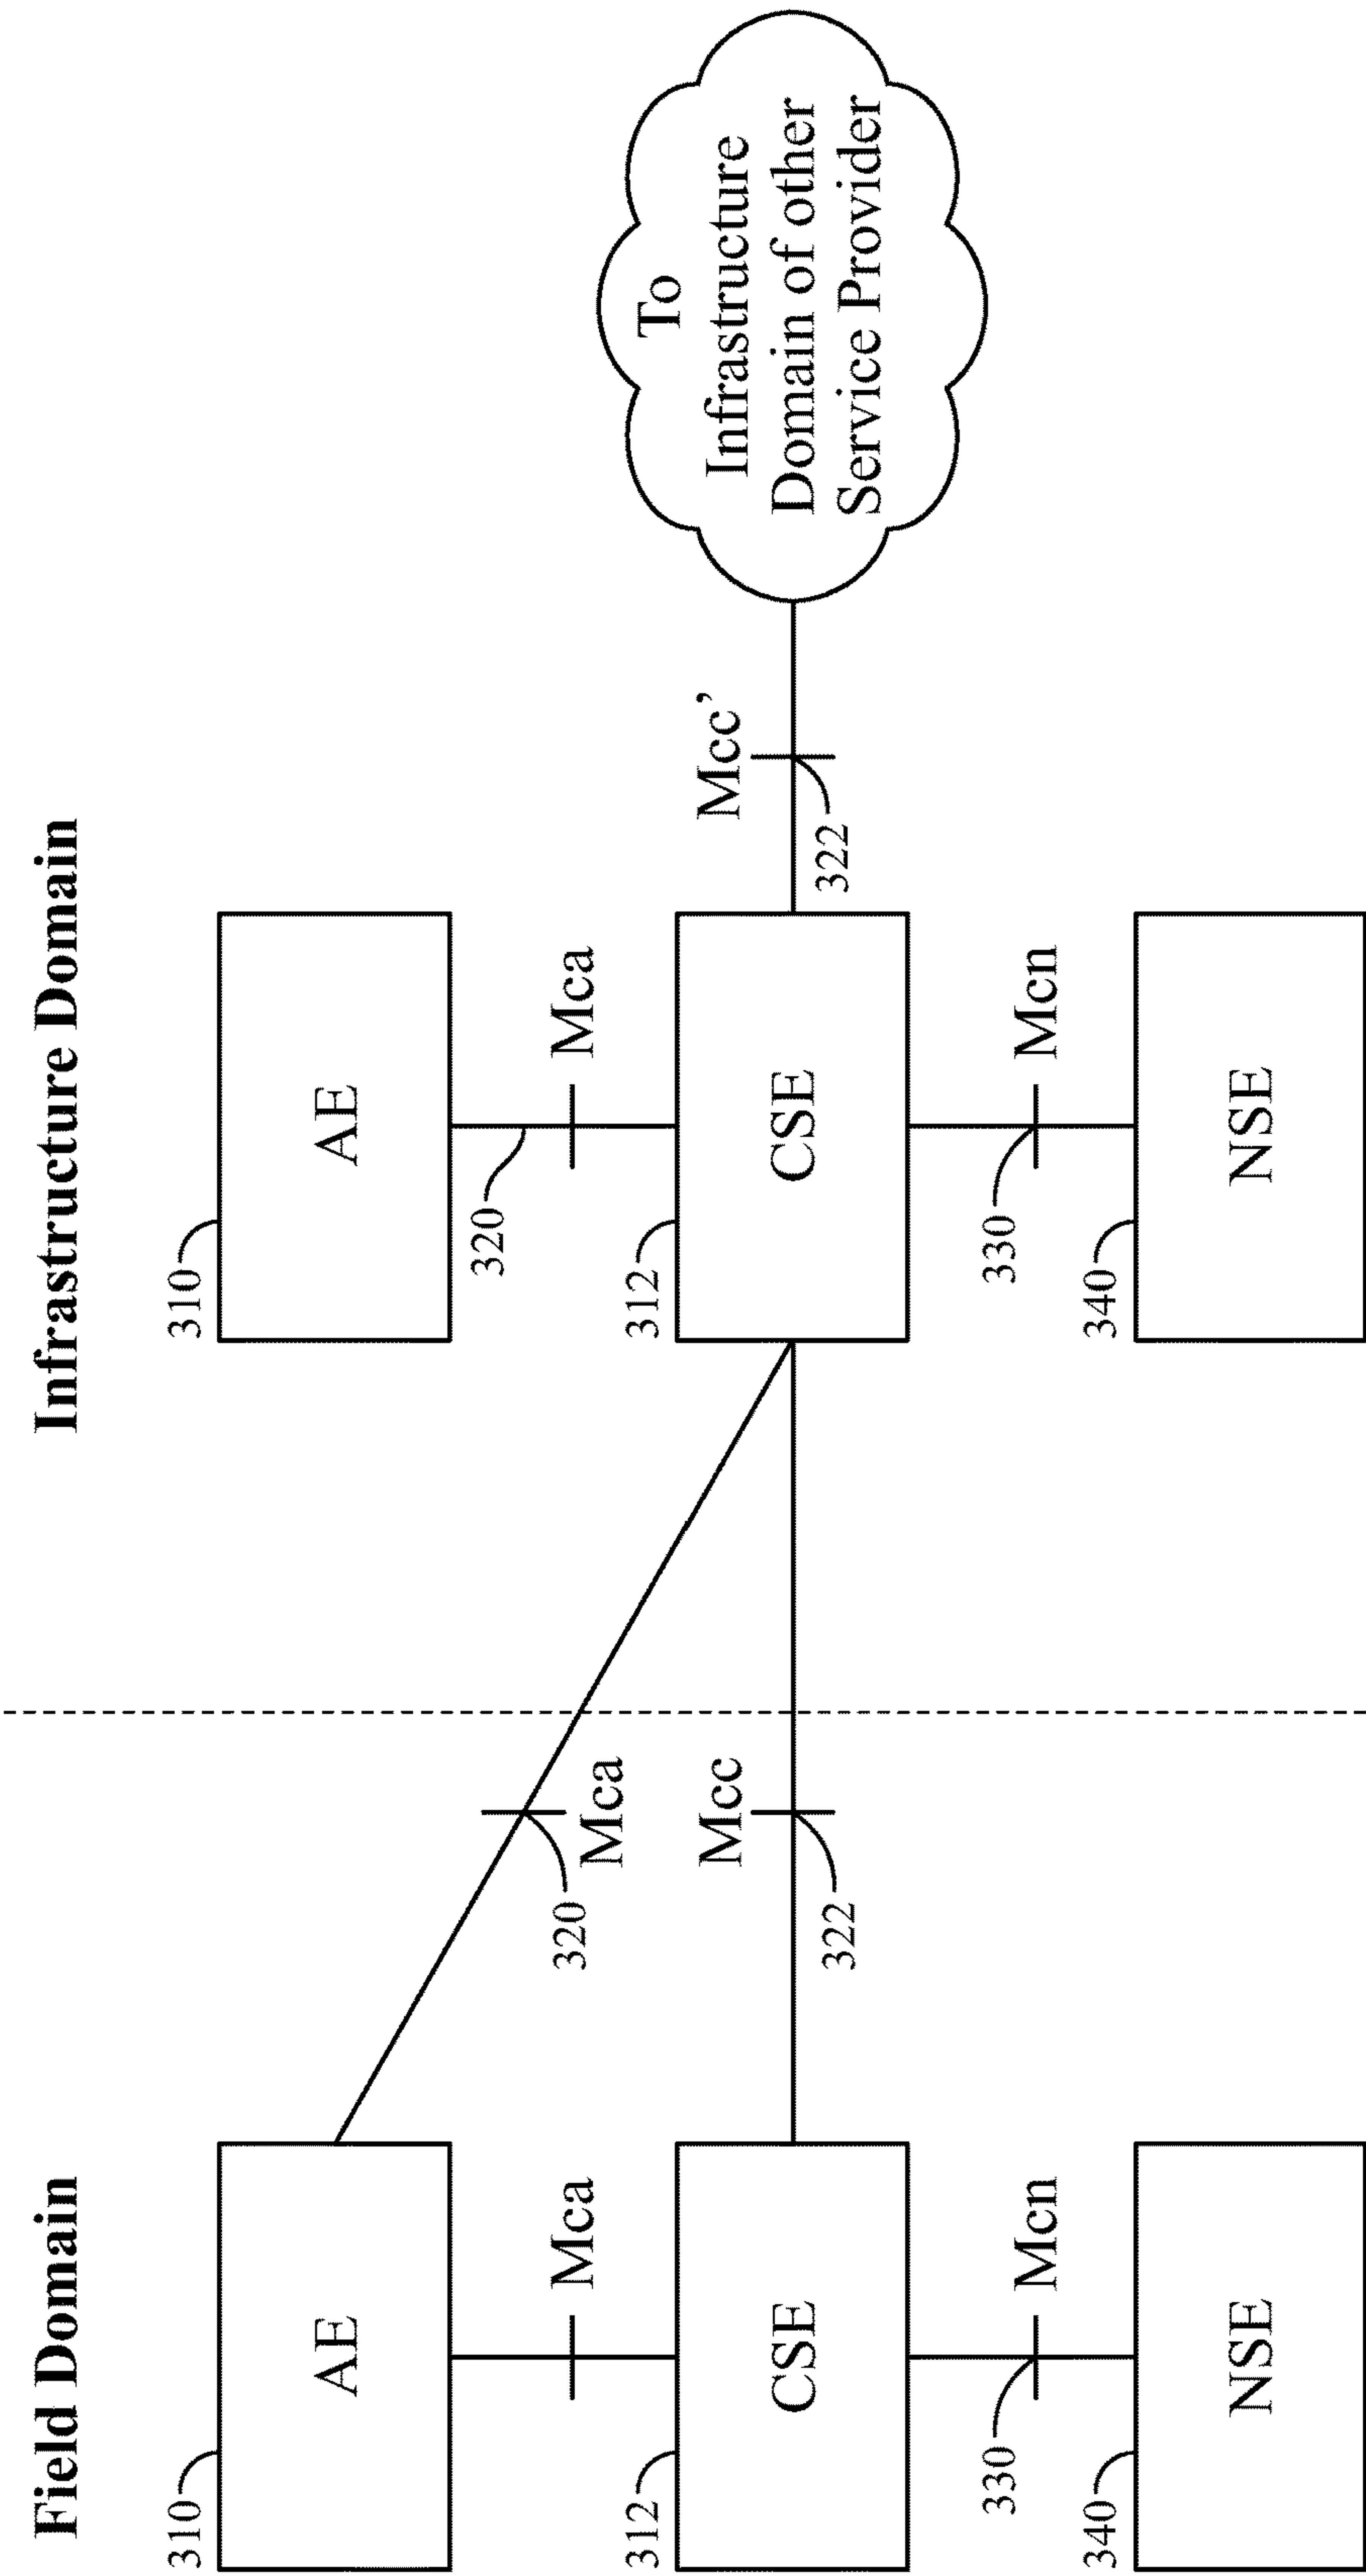 Field Domain
Infrastructure Domain
310
AE
310
AE
Mca
320
Mca
320
Mca
312
CSE
Mcc
322
312
CSE
Mcc’
322
To
Infrastructure
Domain of other
Service Provider
330
Mcn
330
Mcn
340
NSE
340
NSE